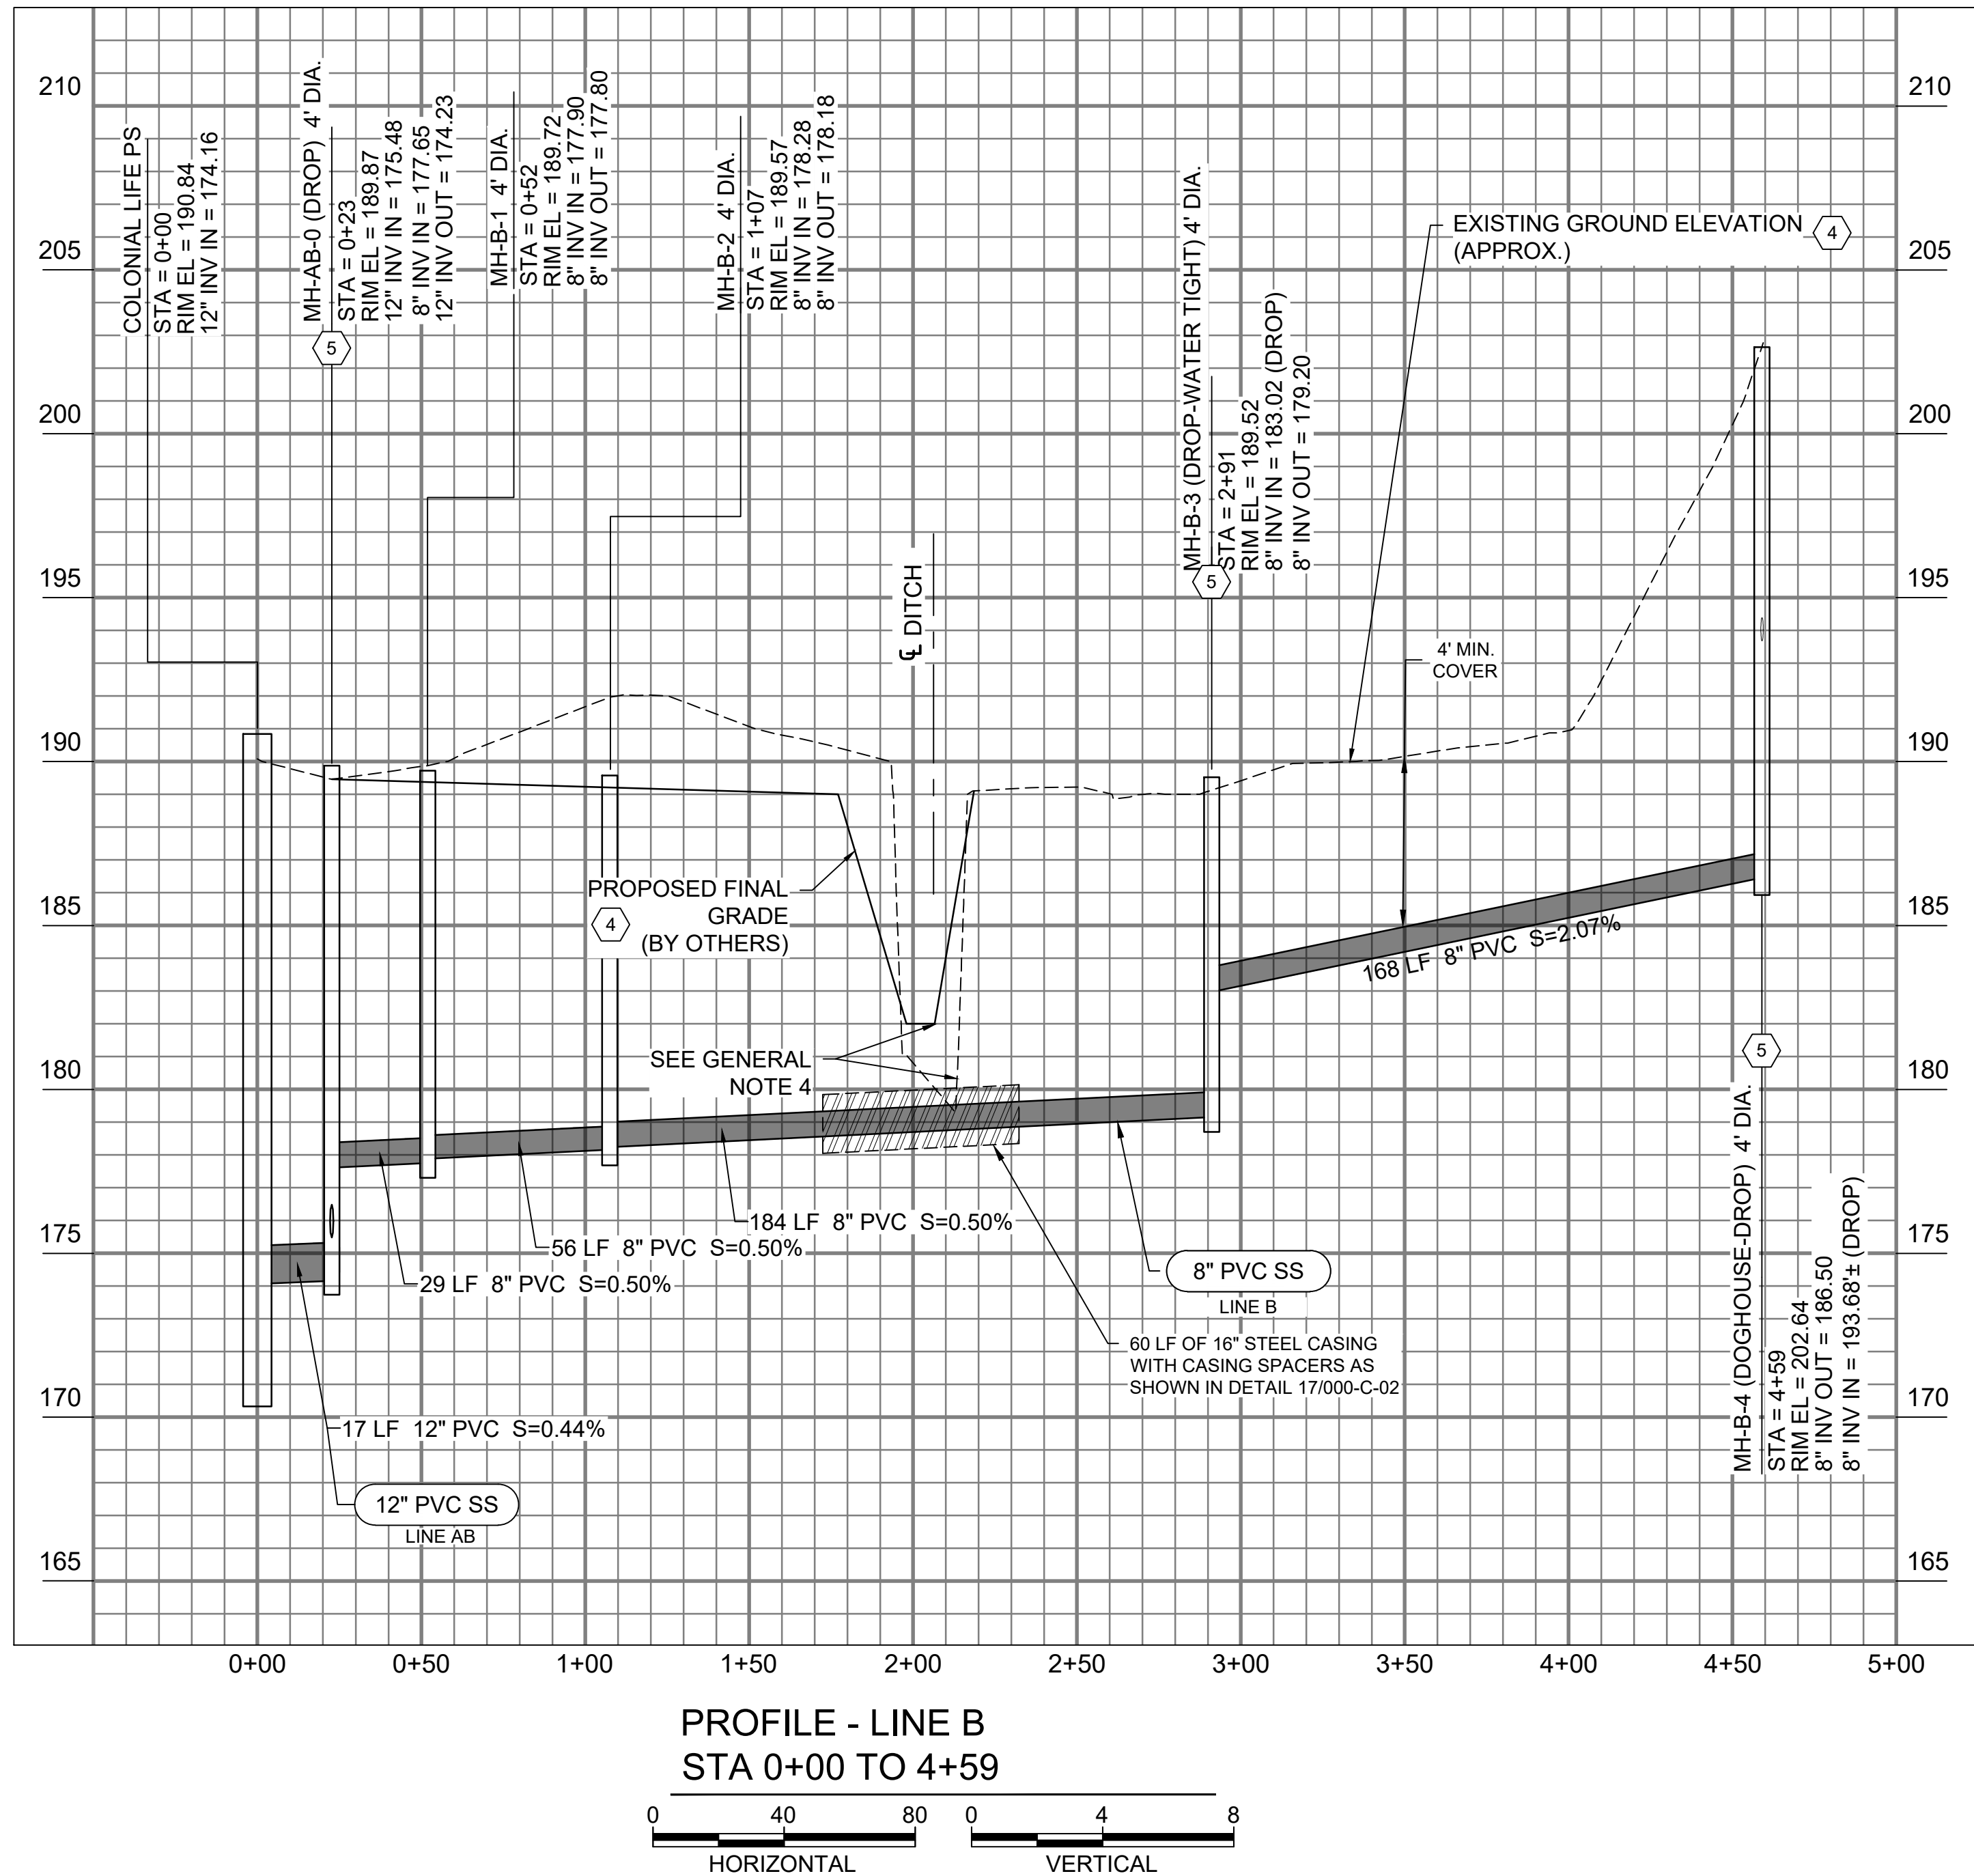 210
205
200
195
190
185
180
175
170
165
210
205
200
195
190
185
180
175
170
165
COLONIAL LIFE PS
STA = 0+00
RIM EL = 190.84
12" INV IN = 174.16
MH-AB-0 (DROP) 4' DIA.
STA = 0+23
RIM EL = 189.87
12" INV IN = 175.48
8" INV IN = 177.65
12" INV OUT = 174.23
5
MH-B-1 4' DIA.
STA = 0+52
RIM EL = 189.72
8" INV IN = 177.90
8" INV OUT = 177.80
MH-B-2 4' DIA.
STA = 1+07
RIM EL = 189.57
8" INV IN = 178.28
8" INV OUT = 178.18
℄ DITCH
MH-B-3 (DROP-WATER TIGHT) 4' DIA.
STA = 2+91
RIM EL = 189.52
8" INV IN = 183.02 (DROP)
8" INV OUT = 179.20
5
EXISTING GROUND ELEVATION
(APPROX.)
4
4' MIN.
COVER
PROPOSED FINAL
GRADE
(BY OTHERS)
4
SEE GENERAL
NOTE 4
168 LF 8" PVC S=2.07%
184 LF 8" PVC S=0.50%
56 LF 8" PVC S=0.50%
29 LF 8" PVC S=0.50%
17 LF 12" PVC S=0.44%
12" PVC SS
LINE AB
8" PVC SS
LINE B
60 LF OF 16" STEEL CASING
WITH CASING SPACERS AS
SHOWN IN DETAIL 17/000-C-02
5
MH-B-4 (DOGHOUSE-DROP) 4' DIA.
STA = 4+59
RIM EL = 202.64
8" INV OUT = 186.50
8" INV IN = 193.68'± (DROP)
0+00 0+50 1+00 1+50 2+00 2+50 3+00 3+50 4+00 4+50 5+00
PROFILE - LINE B
STA 0+00 TO 4+59
0 40 80 0 4 8
HORIZONTAL VERTICAL